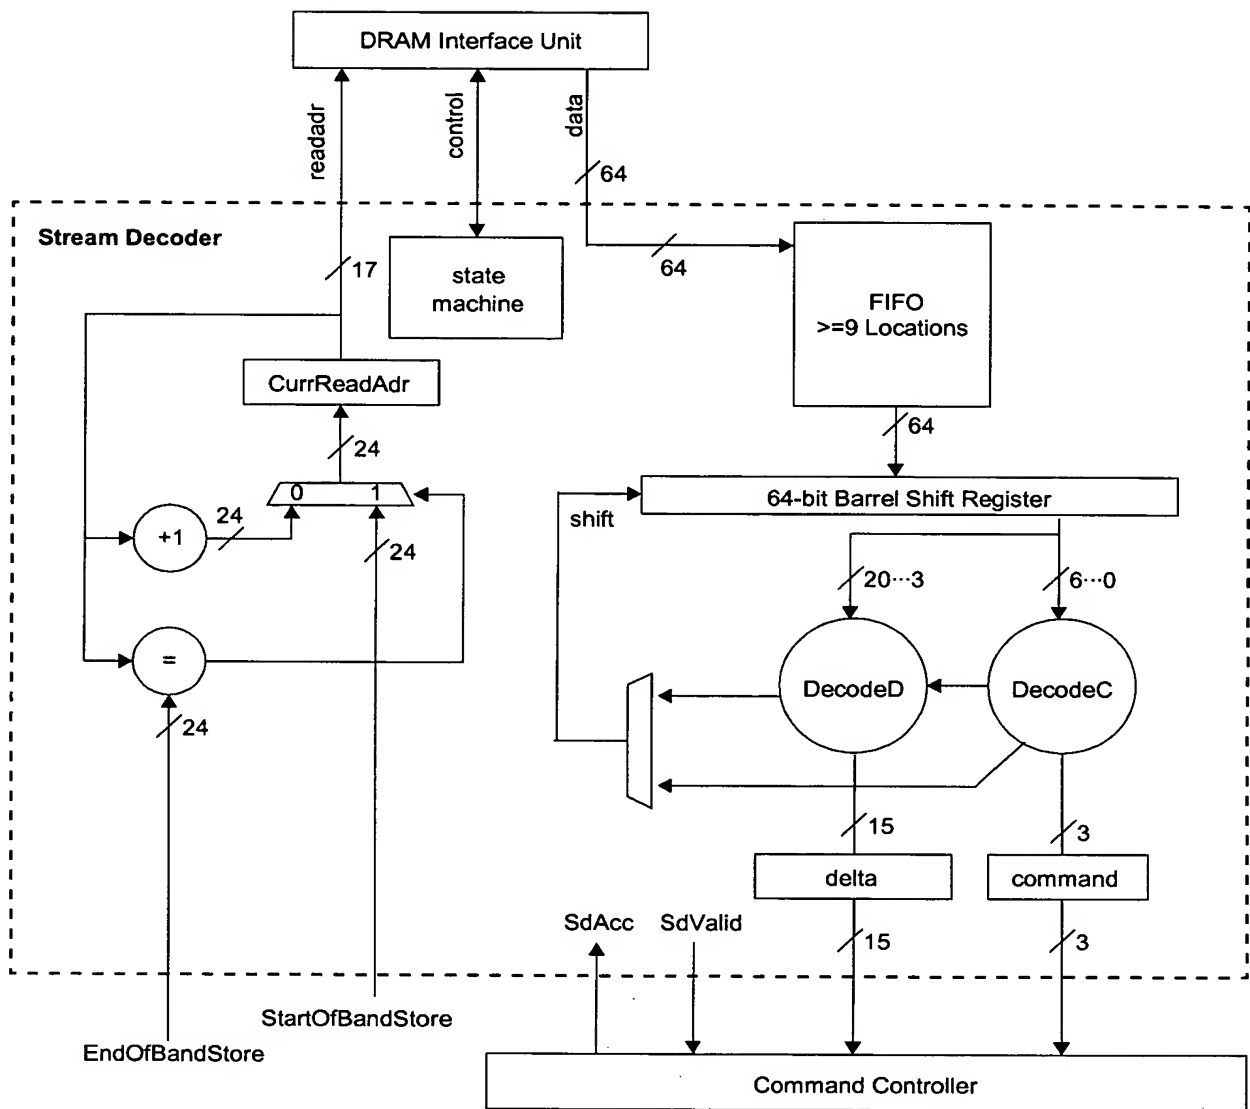 DRAM Interface Unit
readadr
control
data
64
Stream Decoder
17
state
machine
64
FIFO
>=9 Locations
CurrReadAdr
24
64
0 1
64-bit Barrel Shift Register
shift
+1
24
24
20···3
6···0
=
DecodeD
DecodeC
24
15
3
delta
command
SdAcc
SdValid
15
3
StartOfBandStore
EndOfBandStore
Command Controller